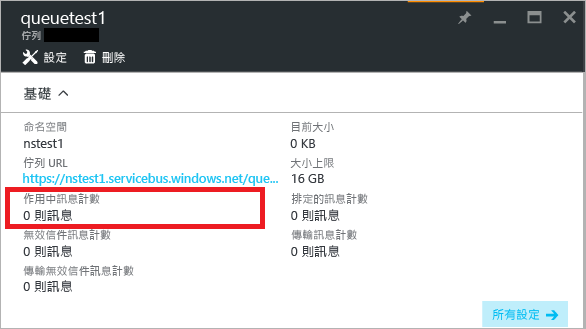 queuetest1
佇列
設定 刪除
基礎
命名空間
nstest1
佇列 URL
https://nstest1.servicebus.windows.net/que...
作用中訊息計數
0 則訊息
無效信件訊息計數
0 則訊息
傳輸無效信件訊息計數
0 則訊息
目前大小
0 KB
大小上限
16 GB
排定的訊息計數
0 則訊息
傳輸訊息計數
0 則訊息
所有設定